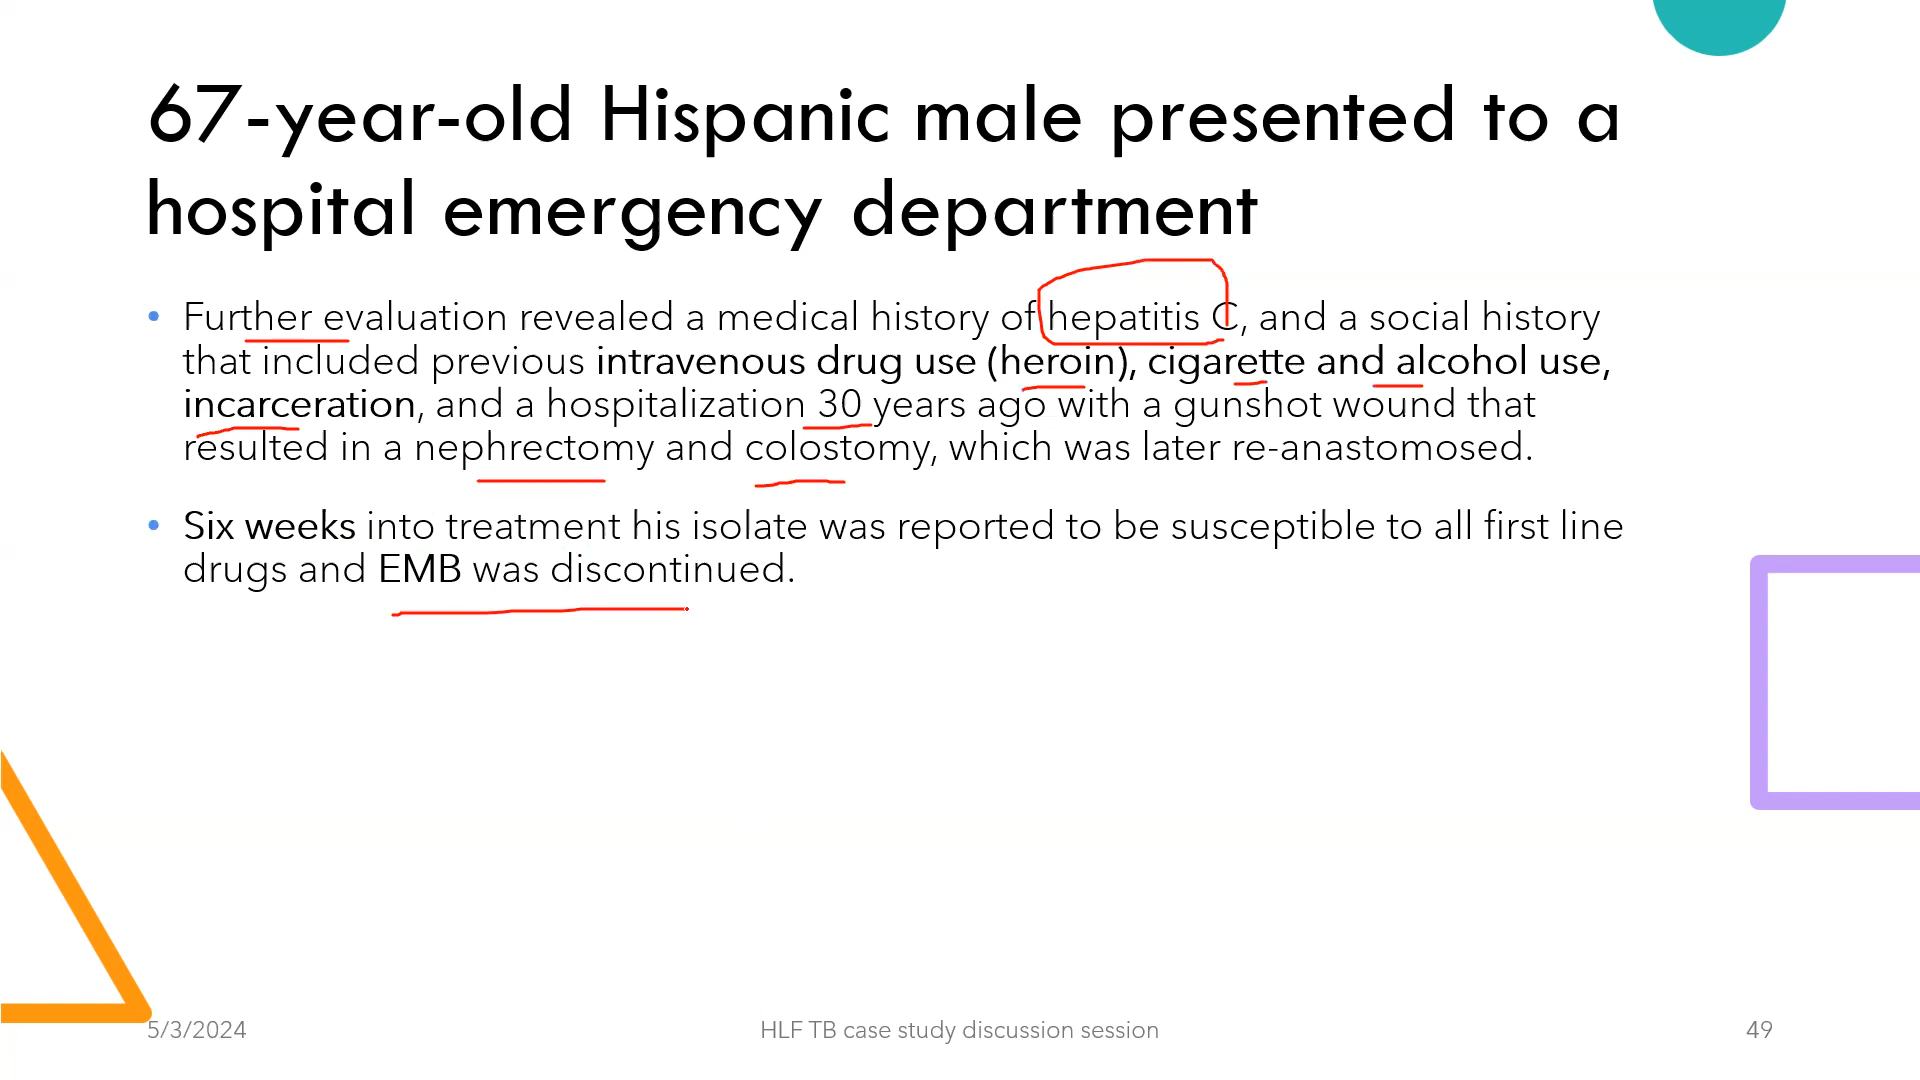 67-year-old Hispanic male presented to a
hospital emergency department
• Further evaluation revealed a medical history of hepatitis C, and a social history
that included previous intravenous drug use (heroin), cigarette and alcohol use,
incarceration, and a hospitalization 30 years ago with a gunshot wound that
resulted in a nephrectomy and colostomy, which was later re-anastomosed.
• Six weeks into treatment his isolate was reported to be susceptible to all first line
drugs and EMB was discontinued.
5/3/2024 HLF TB case study discussion session 49